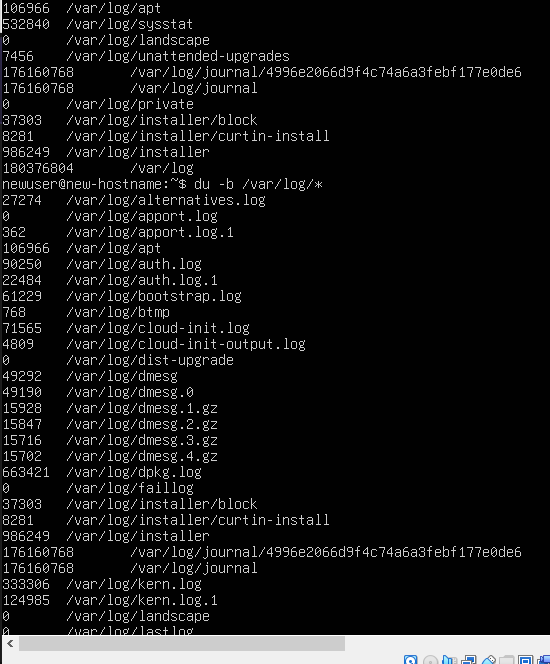 106966  /var/log/apt
532840  /var/log/sysstat
0       /var/log/landscape
7456    /var/log/unattended-upgrades
176160768       /var/log/journal/4996e2066d9f4c74a6a3febf177e0de6
176160768       /var/log/journal
0       /var/log/private
37303   /var/log/installer/block
8281    /var/log/installer/curtin-install
986249  /var/log/installer
180376804       /var/log
newuser@new-hostname:~$ du -b /var/log/*
27274   /var/log/alternatives.log
0       /var/log/apport.log
362     /var/log/apport.log.1
106966  /var/log/apt
90250   /var/log/auth.log
22484   /var/log/auth.log.1
61229   /var/log/bootstrap.log
768     /var/log/btmp
71565   /var/log/cloud-init.log
4809    /var/log/cloud-init-output.log
0       /var/log/dist-upgrade
49292   /var/log/dmesg
49190   /var/log/dmesg.0
15928   /var/log/dmesg.1.gz
15847   /var/log/dmesg.2.gz
15716   /var/log/dmesg.3.gz
15702   /var/log/dmesg.4.gz
663421  /var/log/dpkg.log
0       /var/log/faillog
37303   /var/log/installer/block
8281    /var/log/installer/curtin-install
986249  /var/log/installer
176160768       /var/log/journal/4996e2066d9f4c74a6a3febf177e0de6
176160768       /var/log/journal
333306  /var/log/kern.log
124985  /var/log/kern.log.1
0       /var/log/landscape
0       /var/log/lastlog